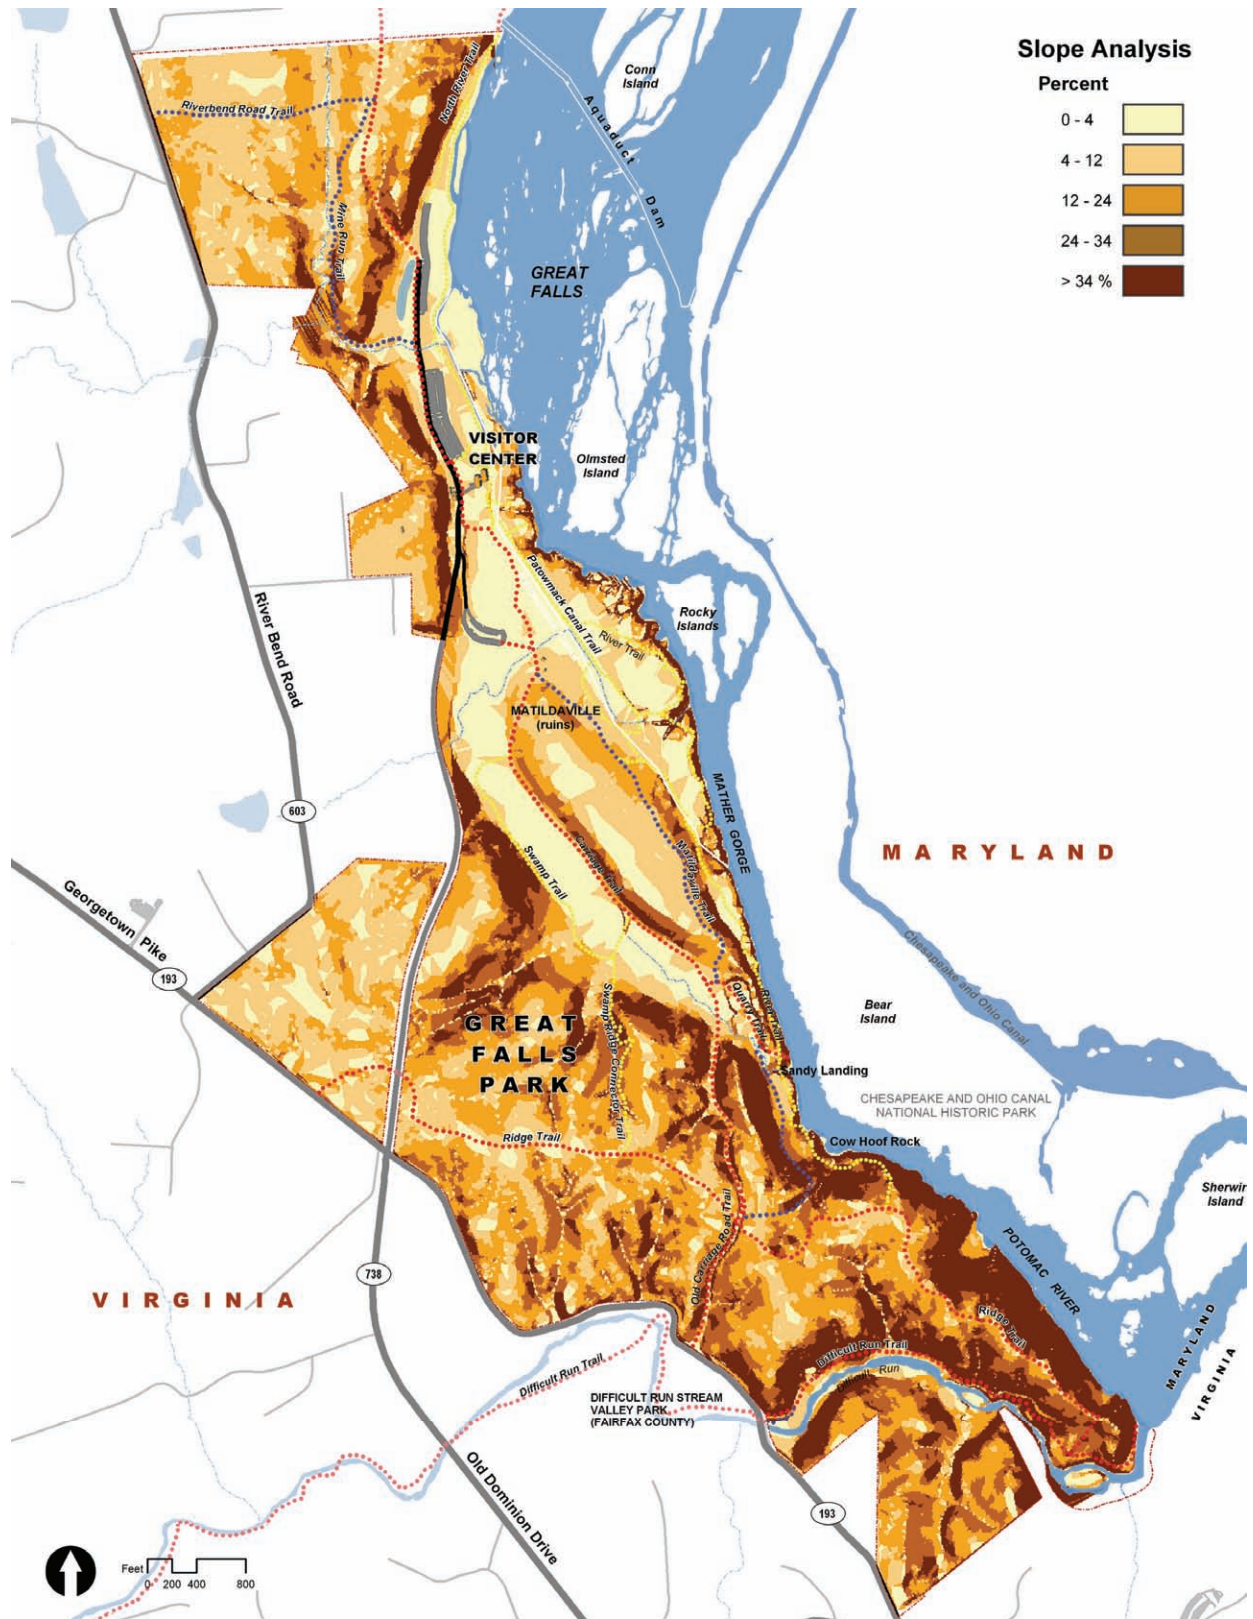 Slope Analysis
Percent
0 - 4
4 - 12
12 - 24
24 - 34
> 34 %
Conn
Island
Aquaduct Dam
North River Trail
Riverbend Road Trail
Mine Run Trail
GREAT
FALLS
VISITOR
CENTER
Olmsted
Island
Patowmack Canal Trail
River Trail
Rocky
Islands
River Bend Road
MATILDAVILLE
(ruins)
MATHER GORGE
603
MARYLAND
Swamp Trail
Carriage Trail
Matildaville Trail
Georgetown Pike
193
Chesapeake and Ohio Canal
Quarry Trail
River Trail
Bear
Island
GREAT
FALLS
PARK
Swamp Ridge Connector Trail
Sandy Landing
CHESAPEAKE AND OHIO CANAL
NATIONAL HISTORIC PARK
Ridge Trail
Cow Hoof Rock
Sherwin
Island
Old Carriage Road Trail
POTOMAC RIVER
738
VIRGINIA
Ridge Trail
MARYLAND
VIRGINIA
Difficult Run Trail
Difficult Run
Difficult Run Trail
DIFFICULT RUN STREAM
VALLEY PARK
(FAIRFAX COUNTY)
Old Dominion Drive
193
Feet
0 200 400 800